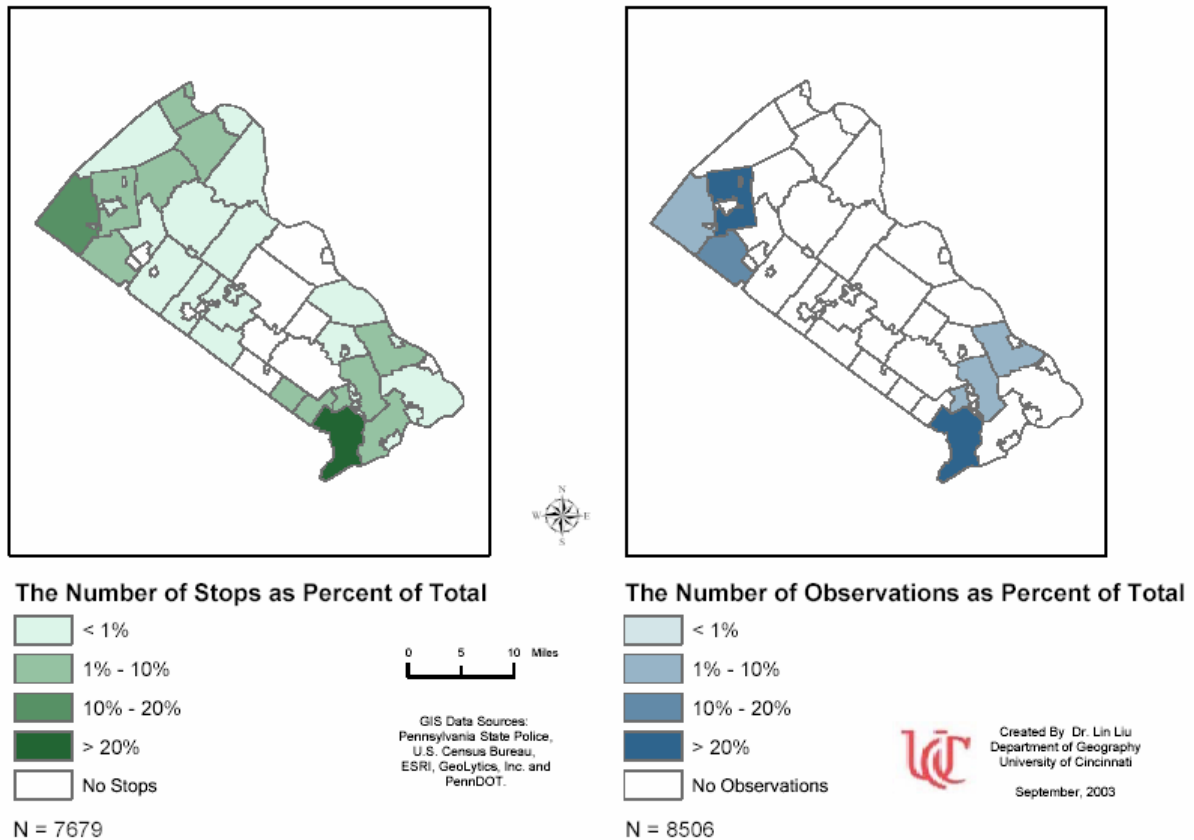 N
W
E
S
The Number of Stops as Percent of Total
< 1%
1% - 10%
10% - 20%
> 20%
No Stops
N = 7679
0 5 10 Miles
GIS Data Sources:
Pennsylvania State Police,
U.S. Census Bureau,
ESRI, GeoLytics, Inc. and
PennDOT.
The Number of Observations as Percent of Total
< 1%
1% - 10%
10% - 20%
> 20%
No Observations
N = 8506
UC
Created By Dr. Lin Liu
Department of Geography
University of Cincinnati
September, 2003